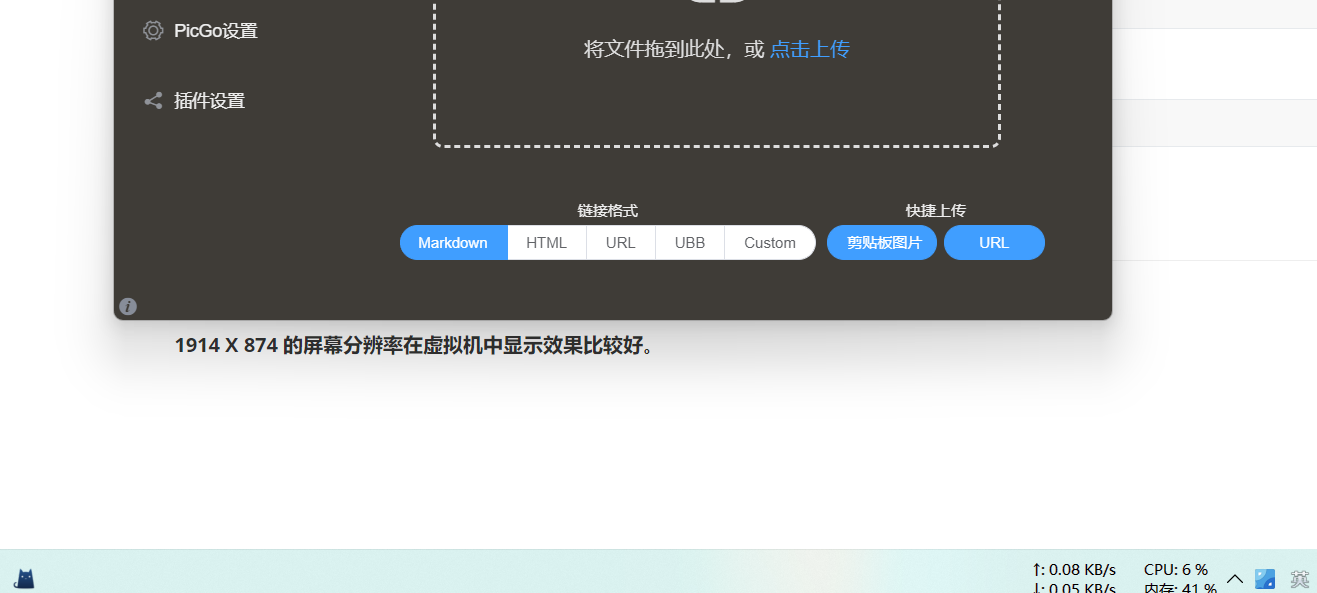 PicGo设置
将文件拖到此处，或 点击上传
插件设置
链接格式 快捷上传
Markdown HTML URL UBB Custom 剪贴板图片 URL
1914 X 874 的屏幕分辨率在虚拟机中显示效果比较好。
↑: 0.08 KB/s CPU: 6 %
↓: 0.05 KB/s 内存: 41 %
英